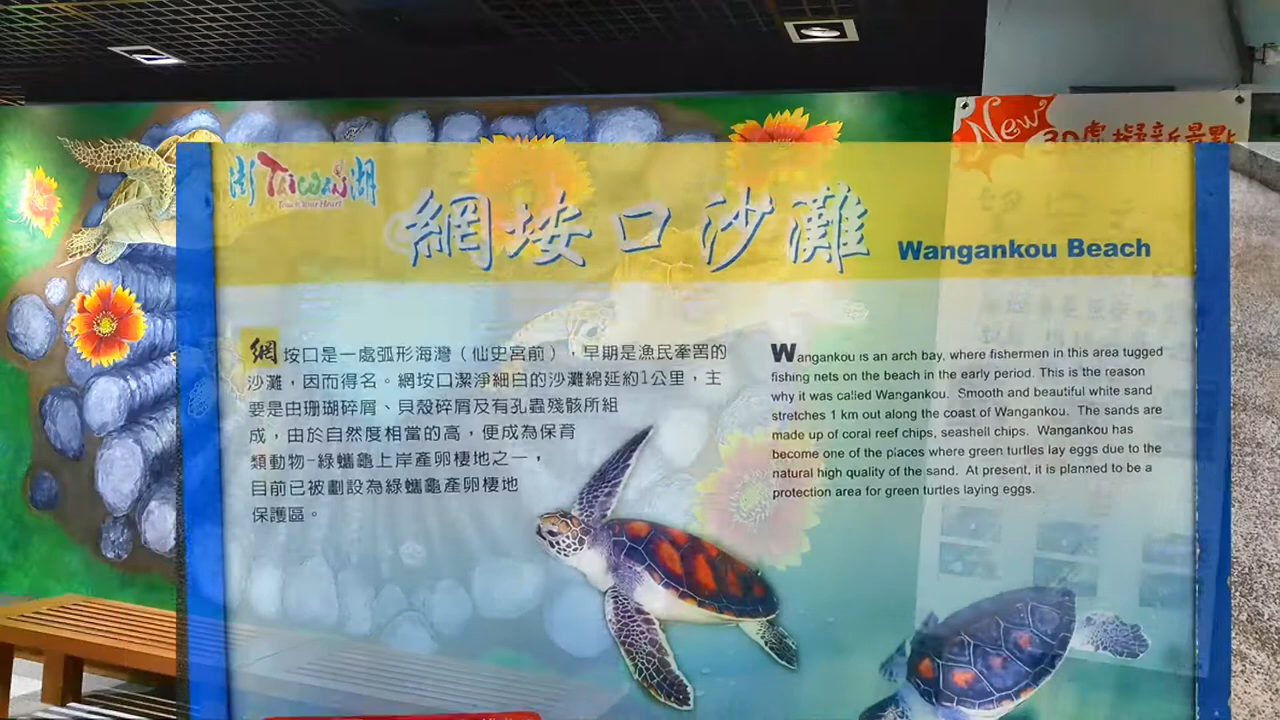 New
3D虛擬新景點
澎 TAIWAN 湖
Touch Your Heart
網垵口沙灘
Wangankou Beach
網垵口是一處弧形海灣（仙史宮前），早期是漁民牽罟的
沙灘，因而得名。網垵口潔淨細白的沙灘綿延約1公里，主
要是由珊瑚碎屑、貝殼碎屑及有孔蟲殘骸所組
成，由於自然度相當的高，便成為保育
類動物-綠蠵龜上岸產卵棲地之一，
目前已被劃設為綠蠵龜產卵棲地
保護區。
Wangankou is an arch bay, where fishermen in this area tugged
fishing nets on the beach in the early period. This is the reason
why it was called Wangankou. Smooth and beautiful white sand
stretches 1 km out along the coast of Wangankou. The sands are
made up of coral reef chips, seashell chips. Wangankou has
become one of the places where green turtles lay eggs due to the
natural high quality of the sand. At present, it is planned to be a
protection area for green turtles laying eggs.